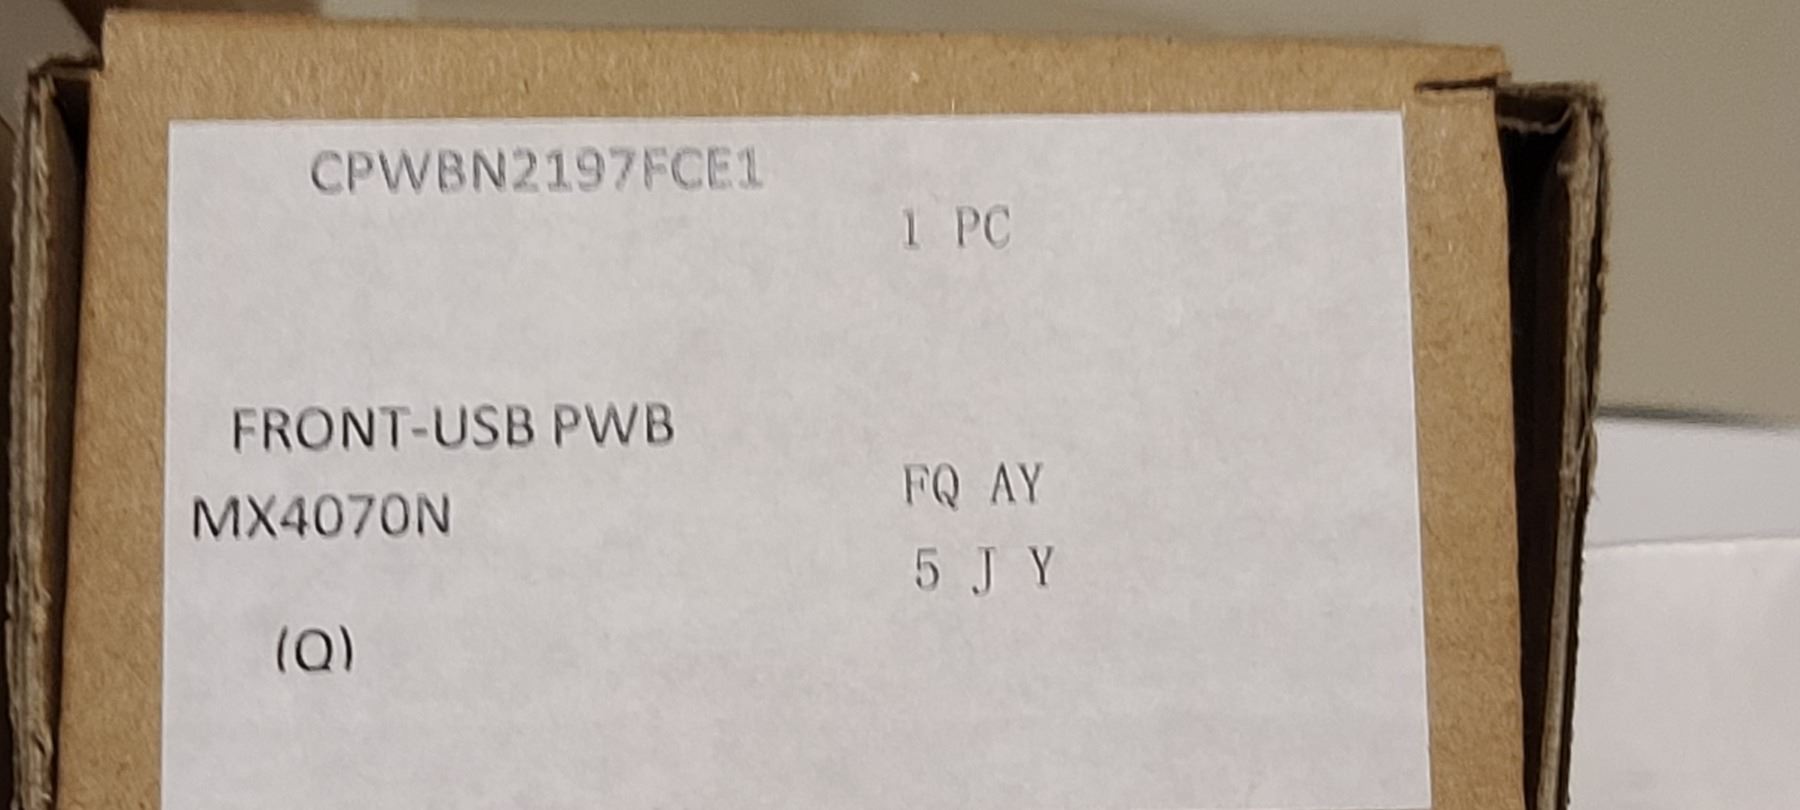 CPWBN2197FCE1
1 PC
FRONT-USB PWB
MX4070N
FQ AY
5 J Y
(Q)